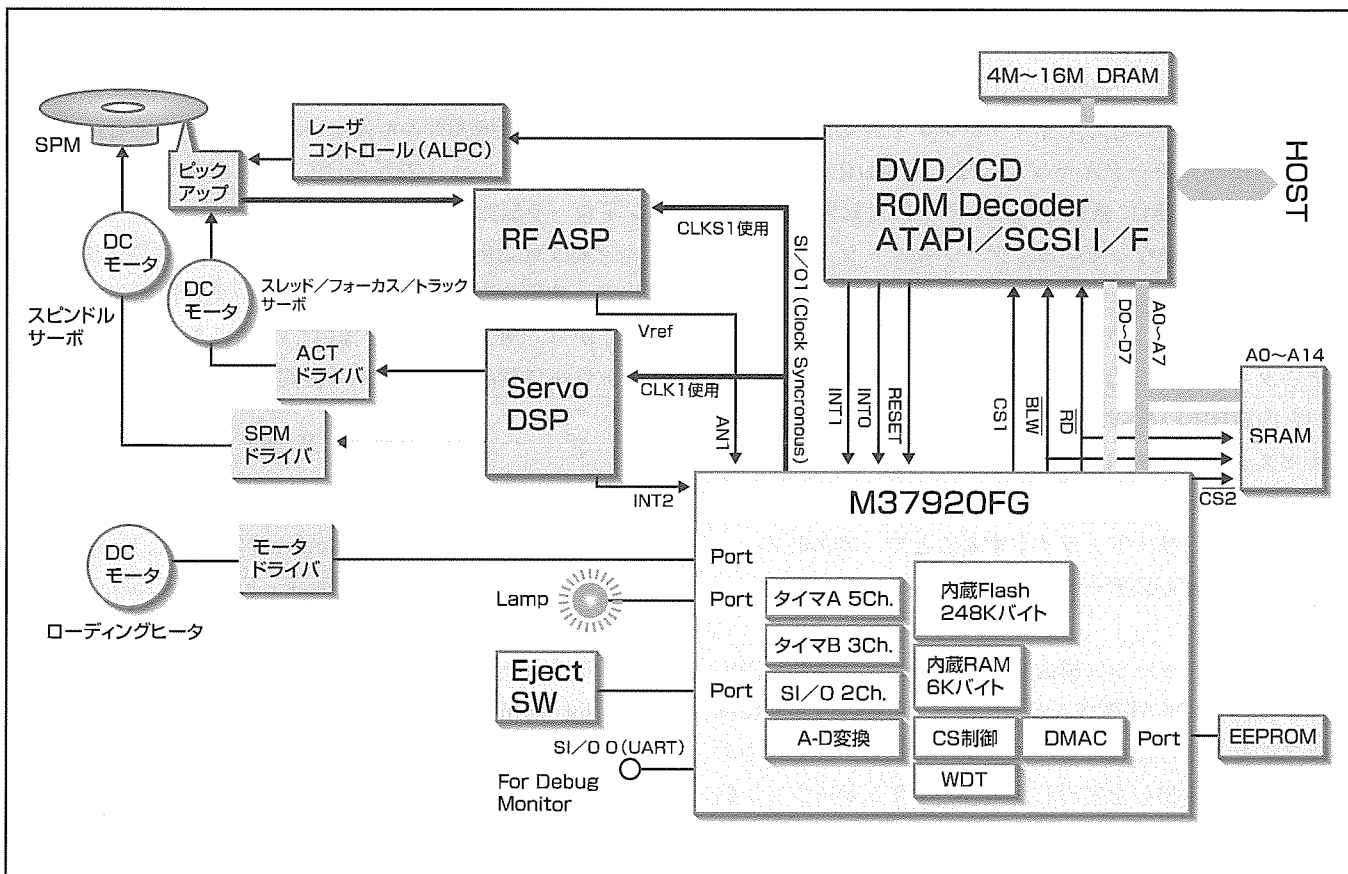 4M～16M DRAM
SPM
レーザ
コントロール（ALPC）
ピック
アップ
DVD／CD
ROM Decoder
ATAPI／SCSI I／F
HOST
RF ASP
CLKS1使用
SI／O1 (Clock Syncronous)
DC
モータ
DC
モータ
スレッド／フォーカス／トラック
サーボ
スピンドル
サーボ
Vref
ACT
ドライバ
Servo
DSP
CLK1使用
AN1
INT1
INT0
RESET
CS1
BLW
RD
D0～D7
A0～A7
A0～A14
SRAM
CS2
SPM
ドライバ
INT2
M37920FG
DC
モータ
モータ
ドライバ
ローディングヒータ
Port
Lamp
Port
タイマA 5Ch.
内蔵Flash
248Kバイト
タイマB 3Ch.
Eject
SW
Port
SI／O 2Ch.
内蔵RAM
6Kバイト
A-D変換
CS制御
DMAC
Port
EEPROM
WDT
SI／O 0（UART）
For Debug
Monitor